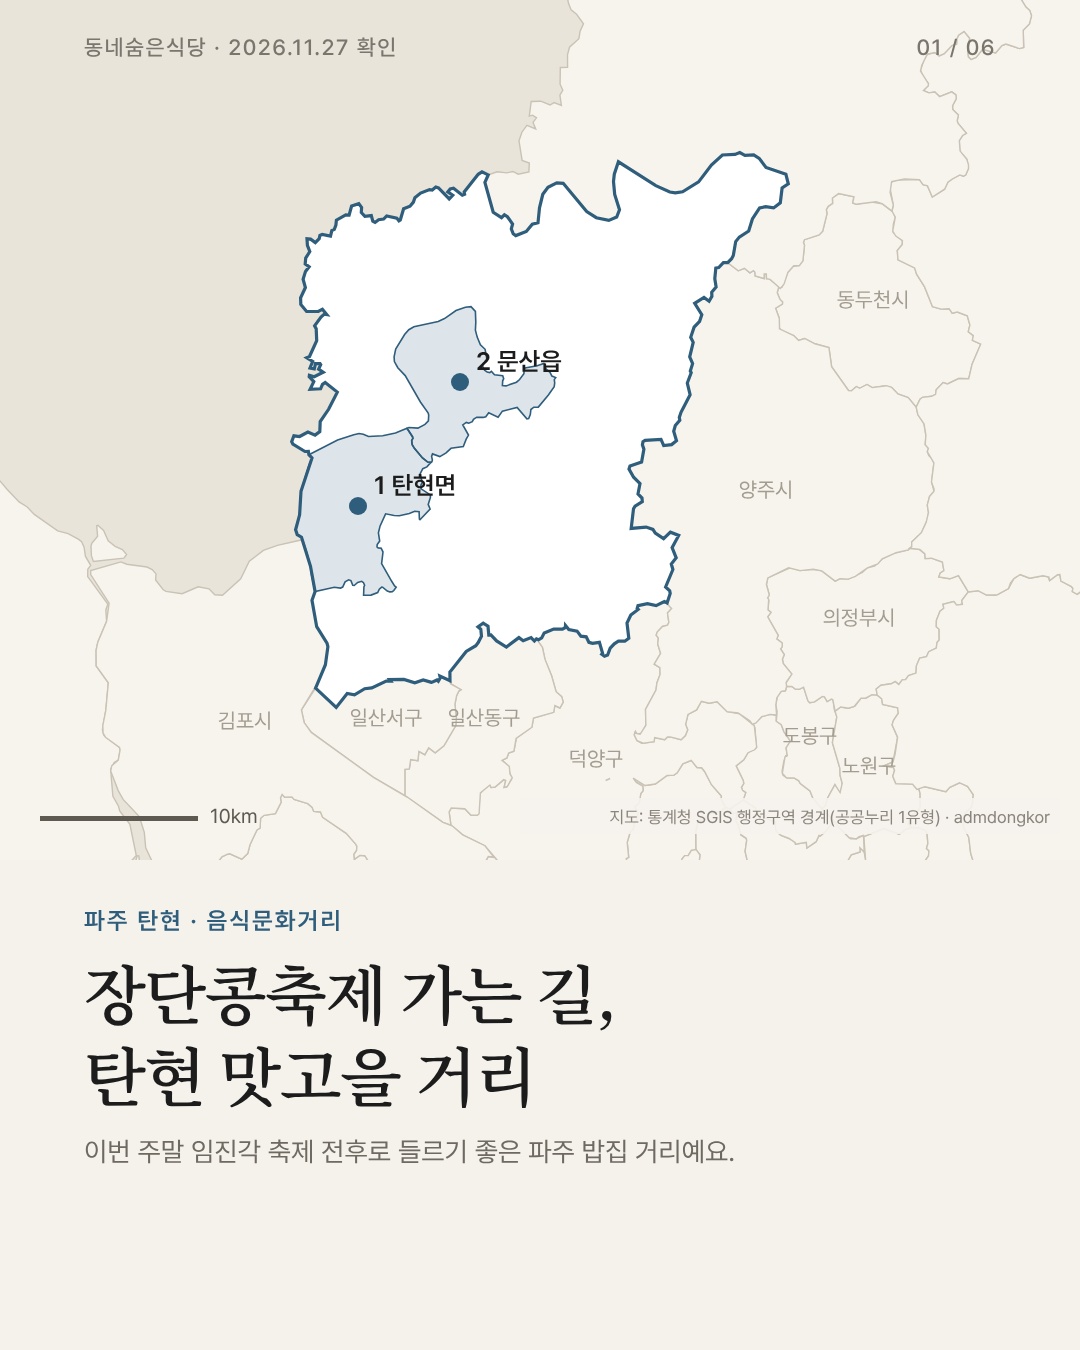 동네숨은식당 · 2026.11.27 확인
01 / 06
동두천시
2 문산읍
1 탄현면
양주시
의정부시
김포시
일산서구
일산동구
덕양구
도봉구
노원구
10km
지도: 통계청 SGIS 행정구역 경계(공공누리 1유형) · admdongkor
파주 탄현 · 음식문화거리
장단콩축제 가는 길,
탄현 맛고을 거리
이번 주말 임진각 축제 전후로 들르기 좋은 파주 밥집 거리예요.